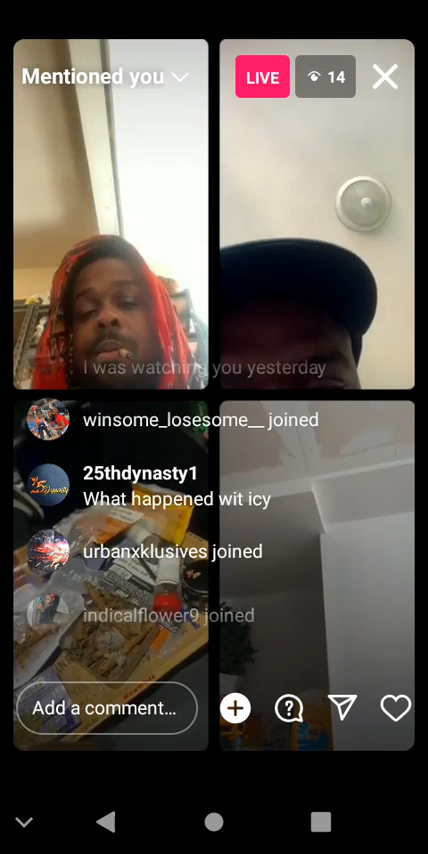 Mentioned you
LIVE
14
I was watching you yesterday
winsome_losesome__ joined
25thdynasty1
What happened wit icy
urbanxklusives joined
indicalflower9 joined
Add a comment...